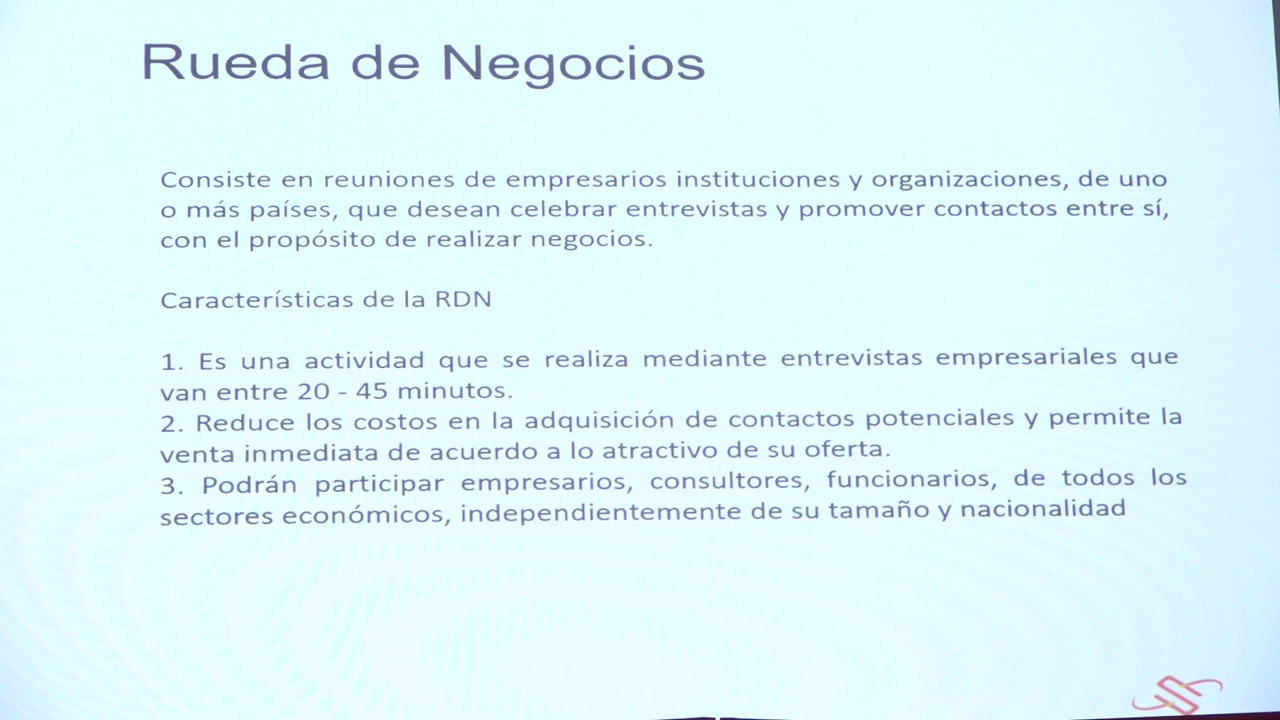 Rueda de Negocios
Consiste en reuniones de empresarios instituciones y organizaciones, de uno
o más países, que desean celebrar entrevistas y promover contactos entre sí,
con el propósito de realizar negocios.
Características de la RDN
1. Es una actividad que se realiza mediante entrevistas empresariales que
van entre 20 - 45 minutos.
2. Reduce los costos en la adquisición de contactos potenciales y permite la
venta inmediata de acuerdo a lo atractivo de su oferta.
3. Podrán participar empresarios, consultores, funcionarios, de todos los
sectores económicos, independientemente de su tamaño y nacionalidad